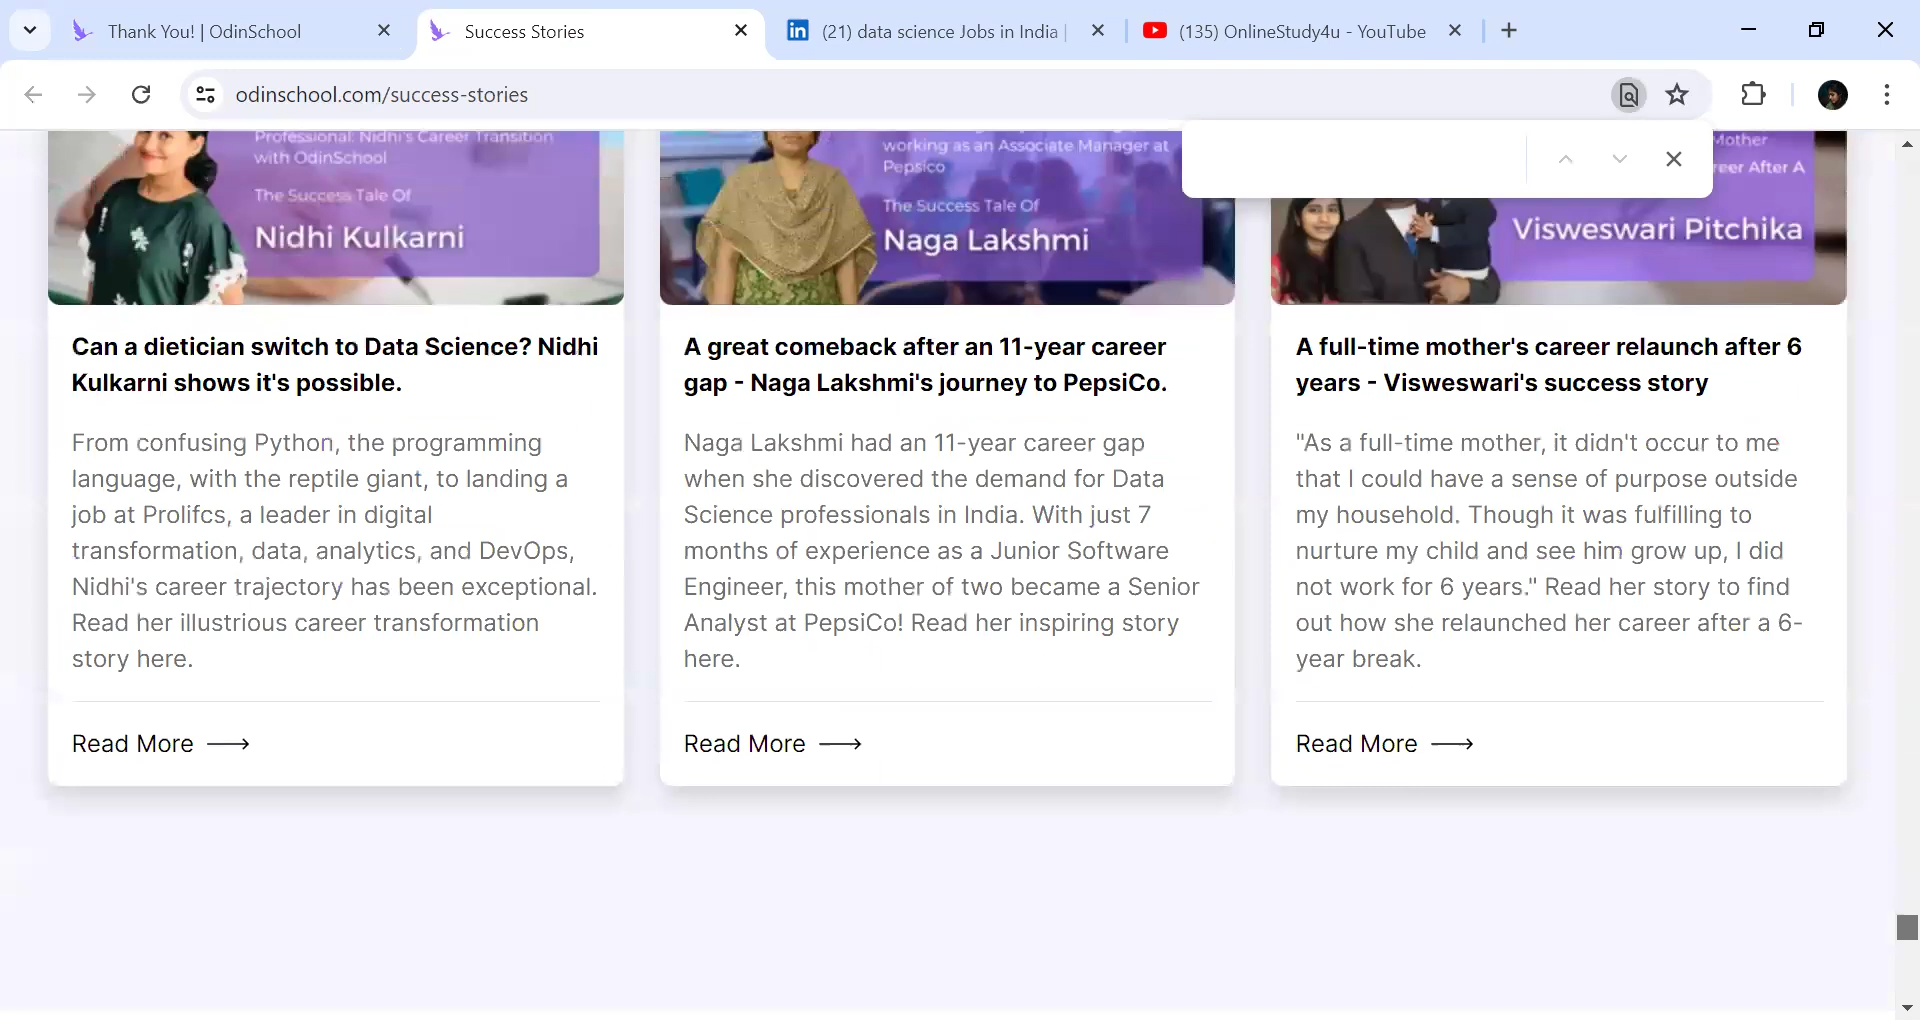 Thank You! | OdinSchool
Success Stories
(21) data science Jobs in India |
(135) OnlineStudy4u - YouTube
odinschool.com/success-stories
Professional: Nidhi's Career Transition
with OdinSchool
The Success Tale Of
Nidhi Kulkarni
working as an Associate Manager at
Pepsico
The Success Tale Of
Naga Lakshmi
Mother
reer After A
Visweswari Pitchika
Can a dietician switch to Data Science? Nidhi
Kulkarni shows it's possible.
From confusing Python, the programming
language, with the reptile giant, to landing a
job at Prolifcs, a leader in digital
transformation, data, analytics, and DevOps,
Nidhi's career trajectory has been exceptional.
Read her illustrious career transformation
story here.
Read More
A great comeback after an 11-year career
gap - Naga Lakshmi's journey to PepsiCo.
Naga Lakshmi had an 11-year career gap
when she discovered the demand for Data
Science professionals in India. With just 7
months of experience as a Junior Software
Engineer, this mother of two became a Senior
Analyst at PepsiCo! Read her inspiring story
here.
Read More
A full-time mother's career relaunch after 6
years - Visweswari's success story
"As a full-time mother, it didn't occur to me
that I could have a sense of purpose outside
my household. Though it was fulfilling to
nurture my child and see him grow up, I did
not work for 6 years." Read her story to find
out how she relaunched her career after a 6-
year break.
Read More